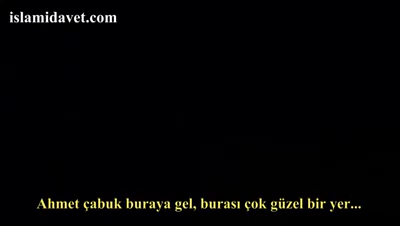 islamidavet.com
Ahmet çabuk buraya gel, burası çok güzel bir yer...